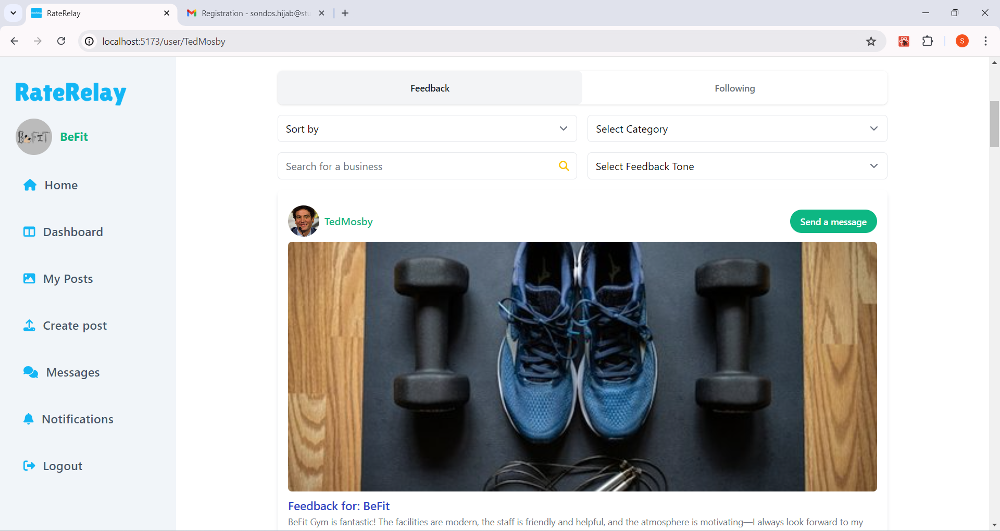 RateRelay
Registration - sondos.hijab@stu
localhost:5173/user/TedMosby
S
RateRelay
BeFiT
BeFit
Home
Dashboard
My Posts
Create post
Messages
Notifications
Logout
Feedback
Following
Sort by
Select Category
Search for a business
Select Feedback Tone
TedMosby
Send a message
Feedback for: BeFit
BeFit Gym is fantastic! The facilities are modern, the staff is friendly and helpful, and the atmosphere is motivating—I always look forward to my